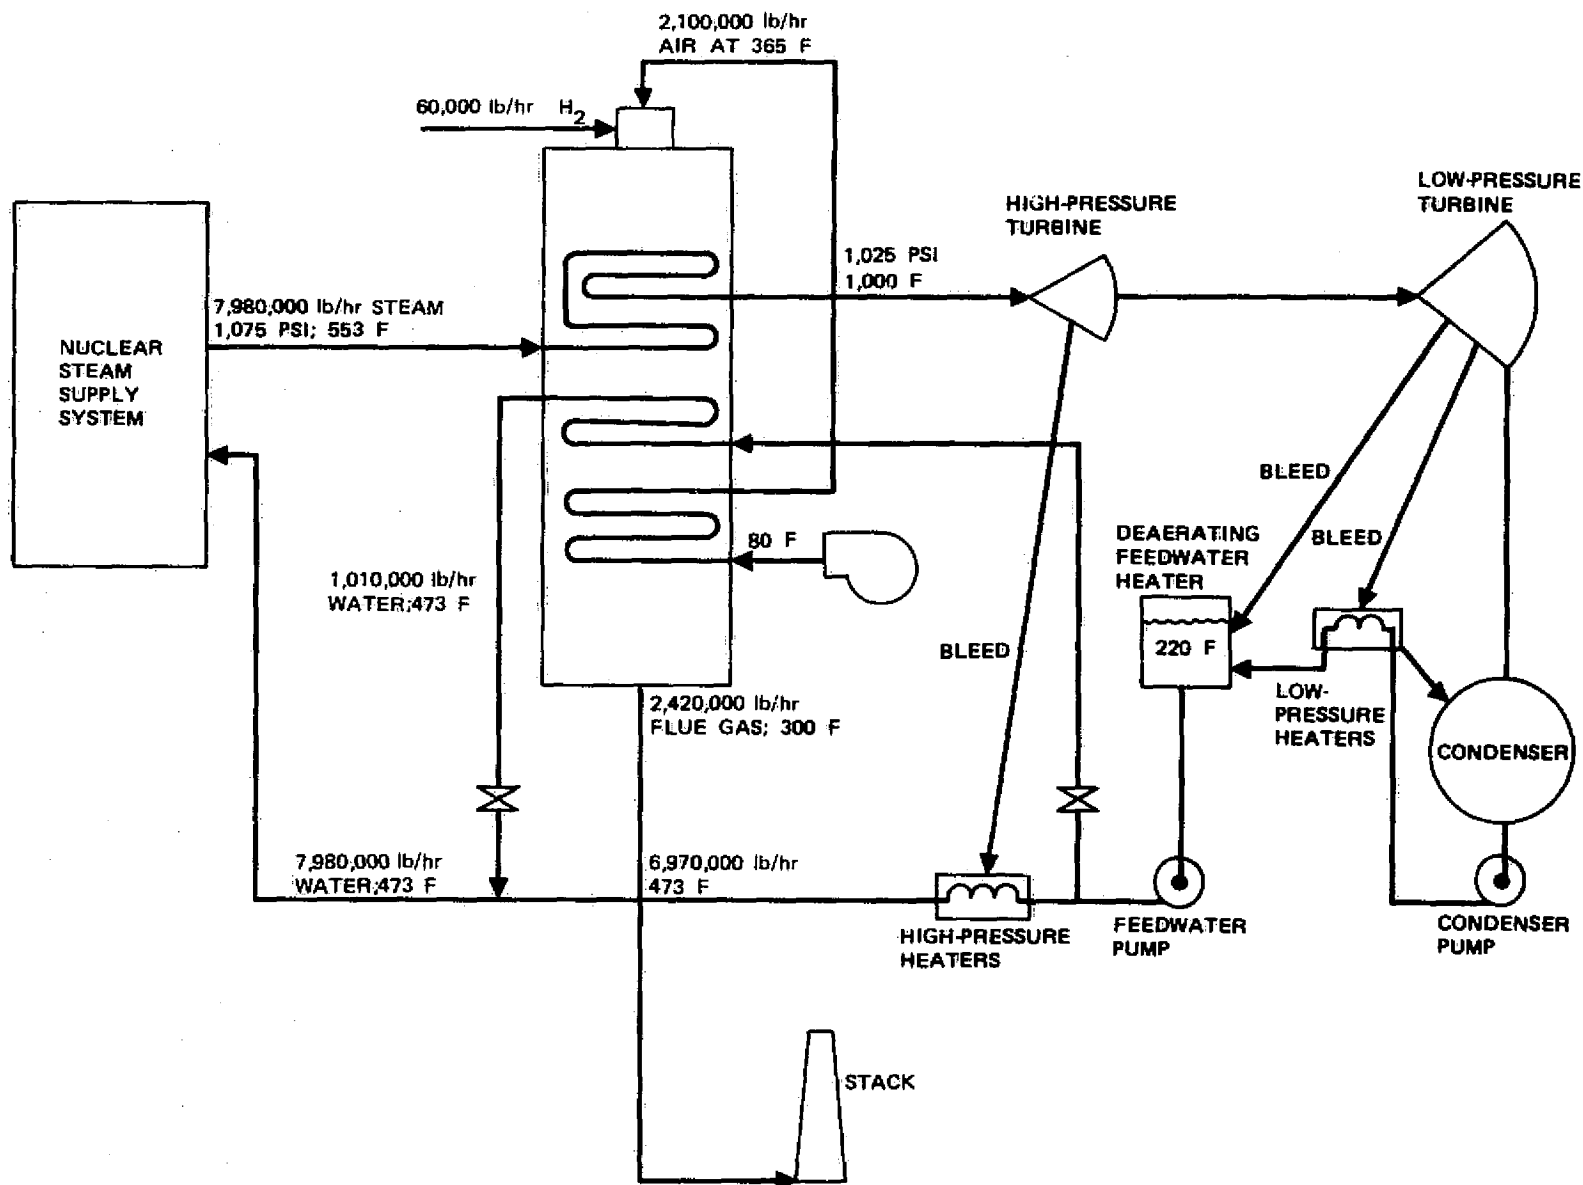 2,100,000 lb/hr
AIR AT 365 F
60,000 lb/hr H2
LOW-PRESSURE
TURBINE
HIGH-PRESSURE
TURBINE
1,025 PSI
1,000 F
7,980,000 lb/hr STEAM
1,075 PSI; 553 F
NUCLEAR
STEAM
SUPPLY
SYSTEM
BLEED
BLEED
80 F
DEAERATING
FEEDWATER
HEATER
1,010,000 lb/hr
WATER;473 F
220 F
BLEED
LOW-
PRESSURE
HEATERS
2,420,000 lb/hr
FLUE GAS; 300 F
CONDENSER
7,980,000 lb/hr
WATER;473 F
6,970,000 lb/hr
473 F
HIGH-PRESSURE
HEATERS
FEEDWATER
PUMP
CONDENSER
PUMP
STACK